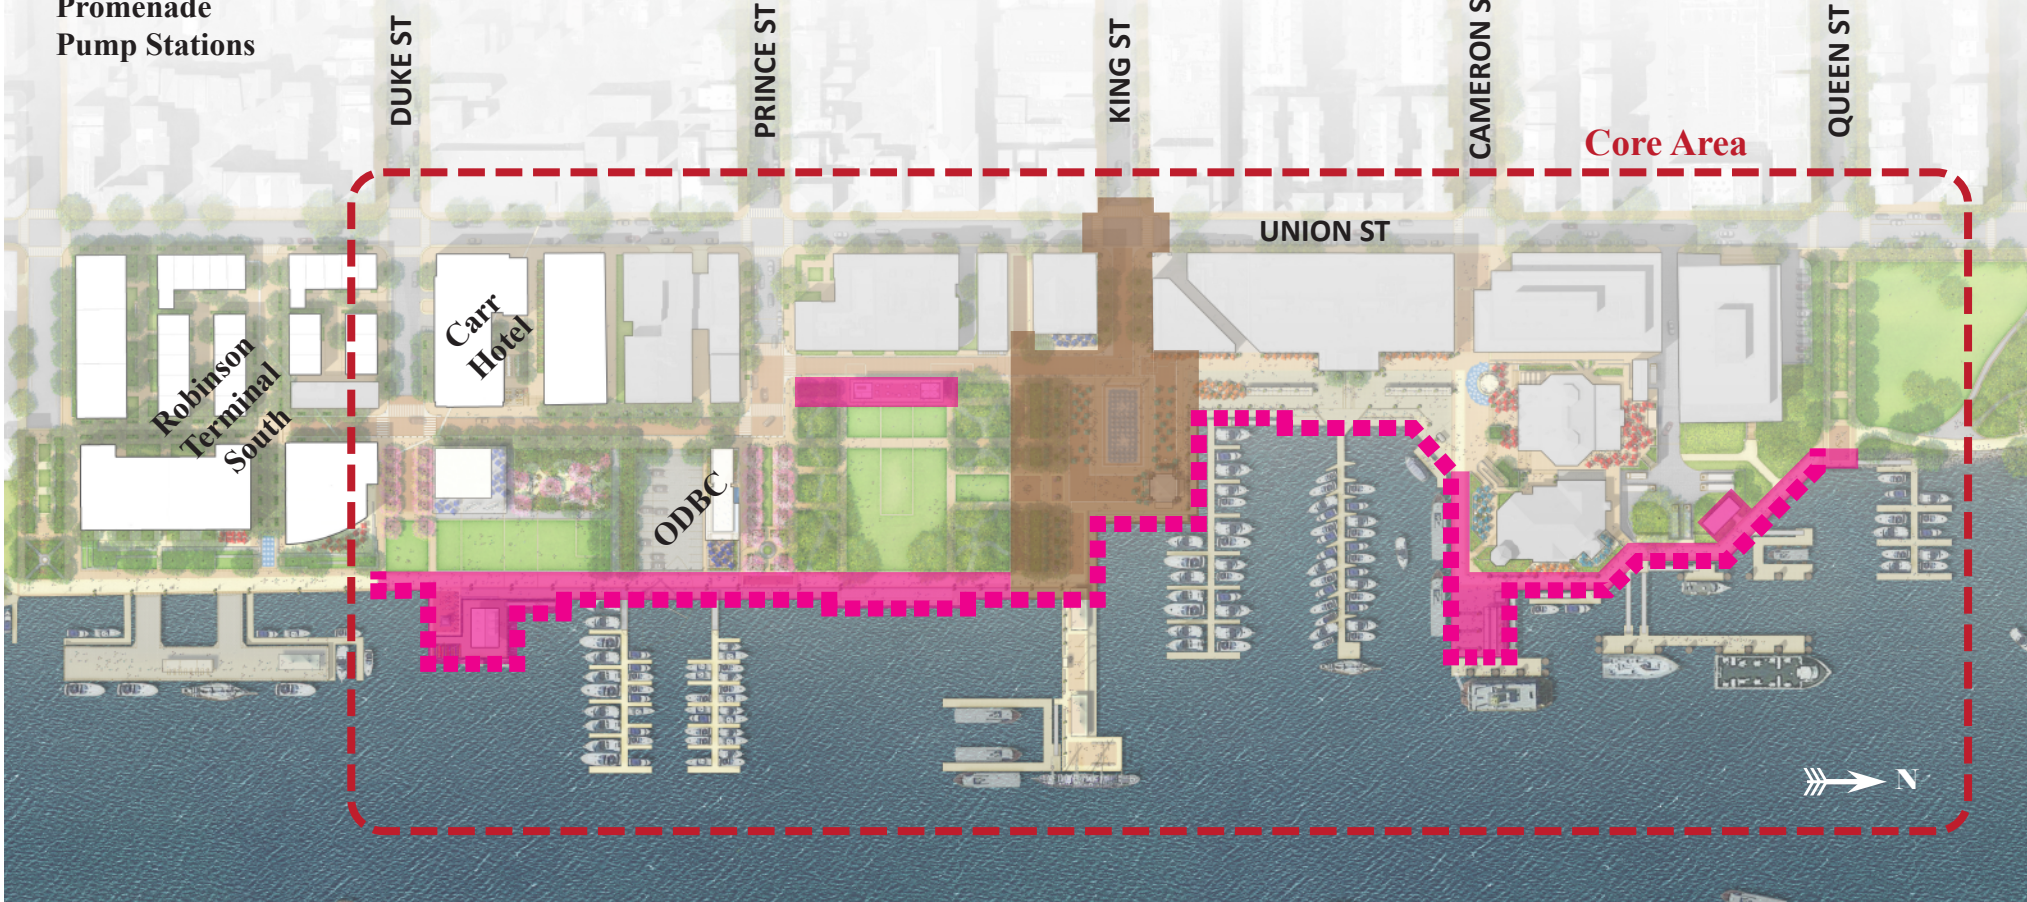 Promenade
Pump Stations
DUKE ST
PRINCE ST
KING ST
CAMERON S
QUEEN ST
Core Area
UNION ST
Carr
Hotel
Robinson
Terminal
South
ODBC
N